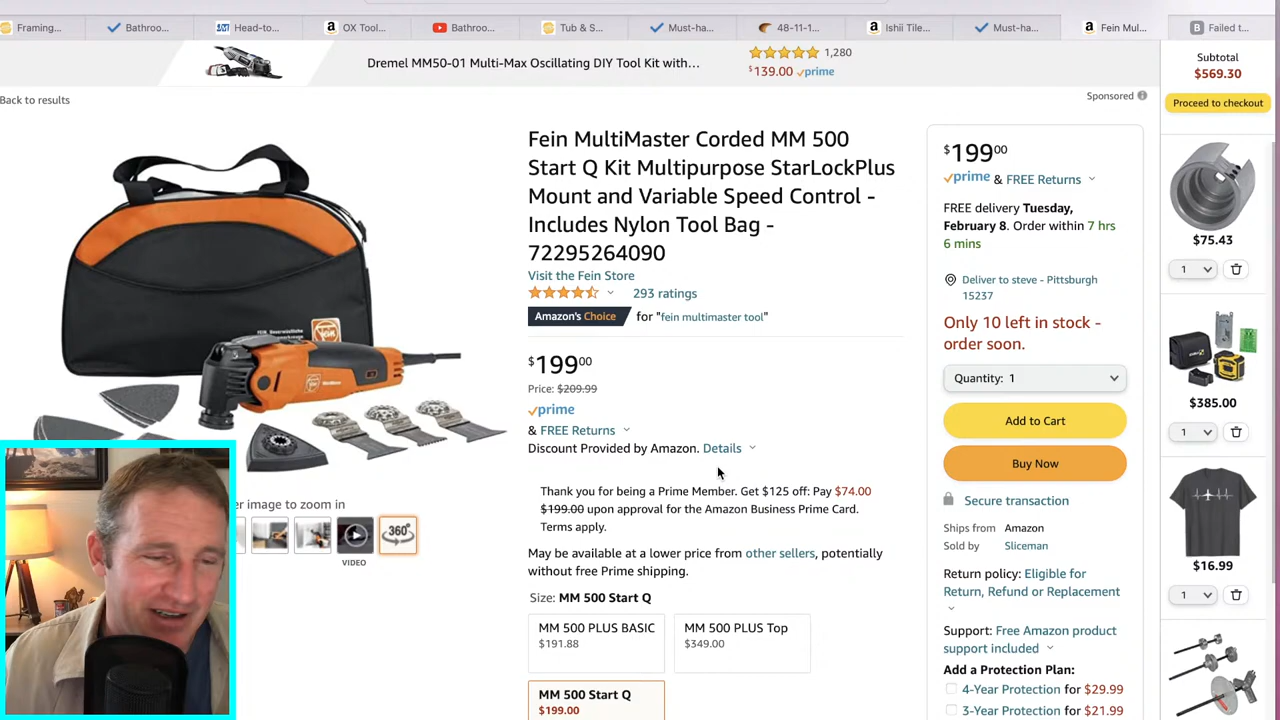 Framing...
Bathroo...
Head-to...
OX Tool...
Bathroo...
Tub & S...
Must-ha...
48-11-1...
Ishii Tile...
Must-ha...
Fein Mul...
Failed t...
Dremel MM50-01 Multi-Max Oscillating DIY Tool Kit with...
1,280
$139.00 prime
Subtotal
$569.30
Proceed to checkout
Back to results
Sponsored
Fein MultiMaster Corded MM 500
Start Q Kit Multipurpose StarLockPlus
Mount and Variable Speed Control -
Includes Nylon Tool Bag -
72295264090
Visit the Fein Store
293 ratings
Amazon's Choice for "fein multimaster tool"
$199.00
Price: $209.99
prime
& FREE Returns
Discount Provided by Amazon. Details
Thank you for being a Prime Member. Get $125 off: Pay $74.00
$199.00 upon approval for the Amazon Business Prime Card.
Terms apply.
May be available at a lower price from other sellers, potentially
without free Prime shipping.
Size: MM 500 Start Q
MM 500 PLUS BASIC
$191.88
MM 500 PLUS Top
$349.00
MM 500 Start Q
$199.00
er image to zoom in
360°
VIDEO
$199.00
prime & FREE Returns
FREE delivery Tuesday,
February 8. Order within 7 hrs
6 mins
Deliver to steve - Pittsburgh
15237
Only 10 left in stock -
order soon.
Quantity: 1
Add to Cart
Buy Now
Secure transaction
Ships from Amazon
Sold by Sliceman
Return policy: Eligible for
Return, Refund or Replacement
Support: Free Amazon product
support included
Add a Protection Plan:
4-Year Protection for $29.99
3-Year Protection for $21.99
$75.43
1
$385.00
1
$16.99
1